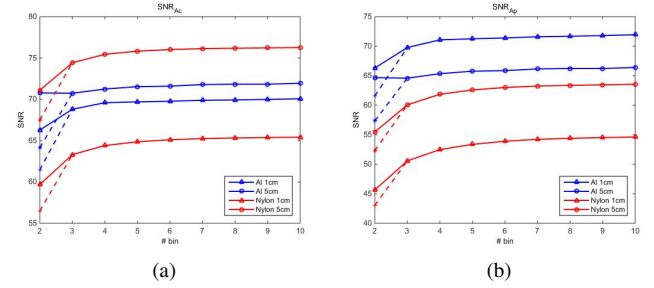 SNR_Ac
80
75
70
65
60
55
SNR
2 3 4 5 6 7 8 9 10
# bin
Al 1cm
Al 5cm
Nylon 1cm
Nylon 5cm
(a)
SNR_Ap
75
70
65
60
55
50
45
40
SNR
2 3 4 5 6 7 8 9 10
# bin
Al 1cm
Al 5cm
Nylon 1cm
Nylon 5cm
(b)